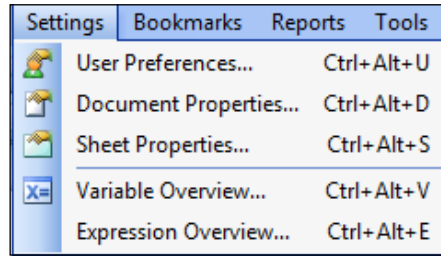 Settings Bookmarks Reports Tools
User Preferences... Ctrl+Alt+U
Document Properties... Ctrl+Alt+D
Sheet Properties... Ctrl+Alt+S
X= Variable Overview... Ctrl+Alt+V
Expression Overview... Ctrl+Alt+E